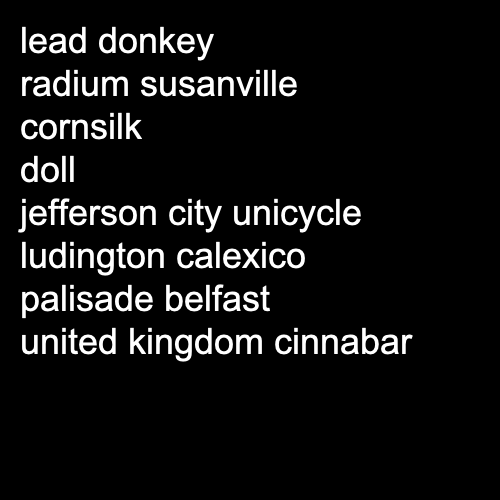 lead donkey
radium susanville
cornsilk
doll
jefferson city unicycle
ludington calexico
palisade belfast
united kingdom cinnabar